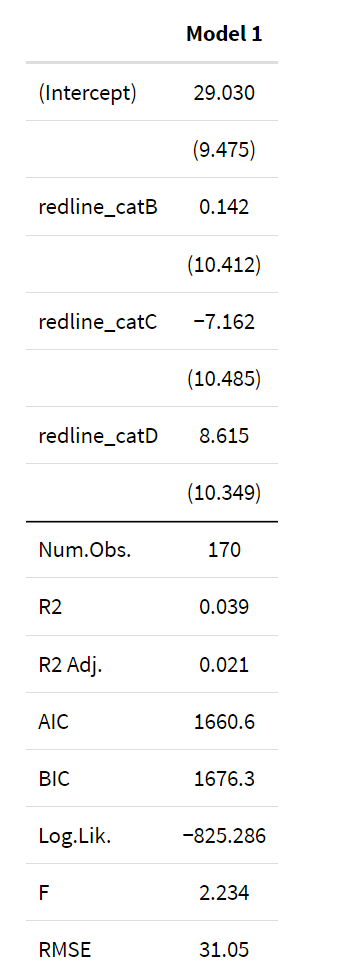 Model 1
(Intercept) 29.030
(9.475)
redline_catB 0.142
(10.412)
redline_catC −7.162
(10.485)
redline_catD 8.615
(10.349)
Num.Obs. 170
R2 0.039
R2 Adj. 0.021
AIC 1660.6
BIC 1676.3
Log.Lik. −825.286
F 2.234
RMSE 31.05